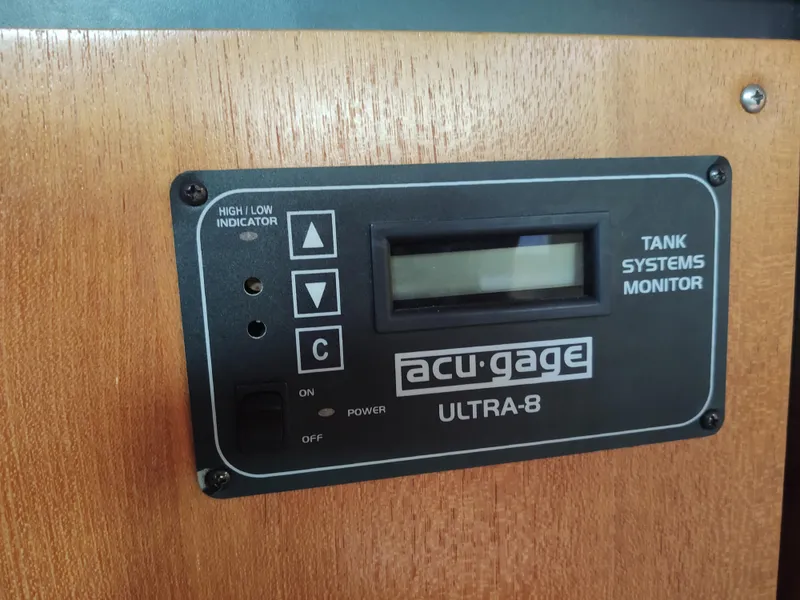 HIGH / LOW
INDICATOR
▲
▼
C
TANK
SYSTEMS
MONITOR
acu·gage
ULTRA-8
ON
POWER
OFF